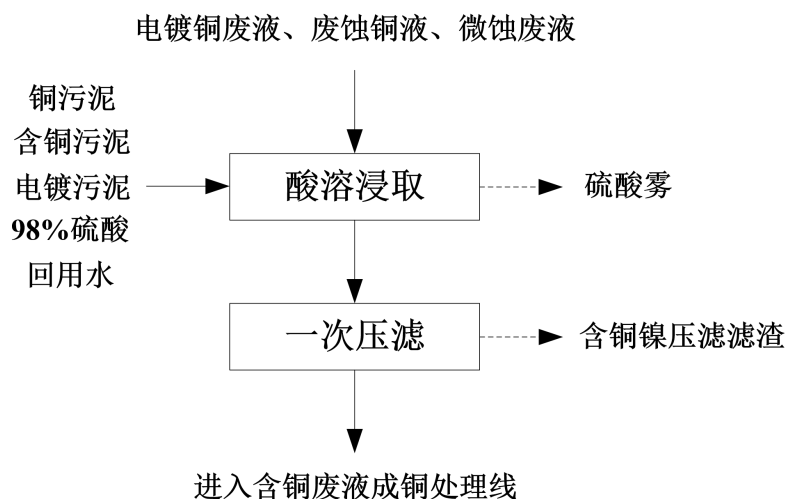 电镀铜废液、废蚀铜液、微蚀废液
铜污泥
含铜污泥
电镀污泥
98%硫酸
回用水
酸溶浸取
硫酸雾
一次压滤
含铜镍压滤滤渣
进入含铜废液成铜处理线